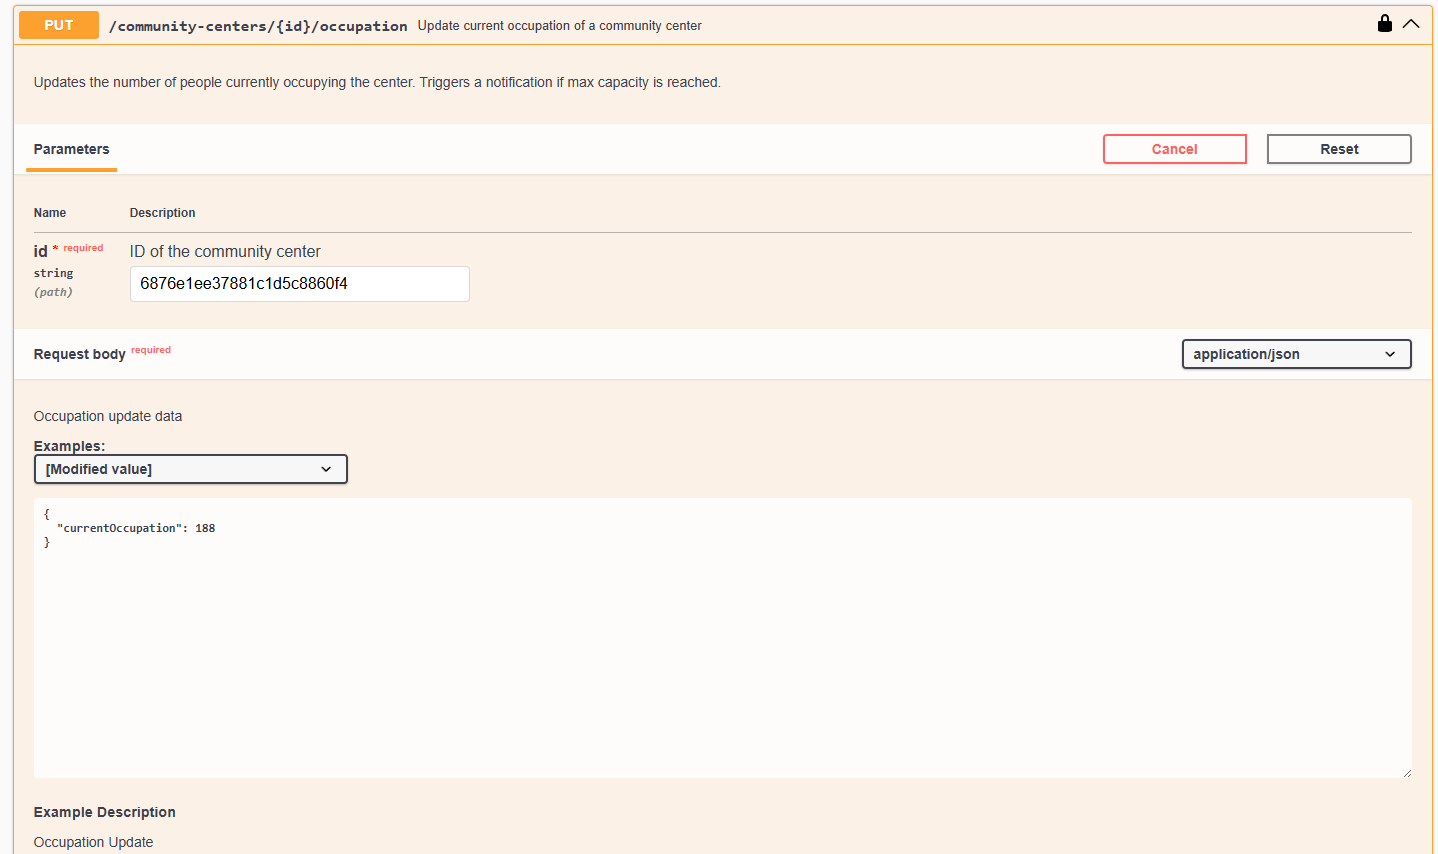 PUT /community-centers/{id}/occupation Update current occupation of a community center
Updates the number of people currently occupying the center. Triggers a notification if max capacity is reached.
Parameters Cancel Reset
Name Description
id * required ID of the community center
string
(path)
6876e1ee37881c1d5c8860f4
Request body required application/json
Occupation update data
Examples:
[Modified value]
{
"currentOccupation": 188
}
Example Description
Occupation Update